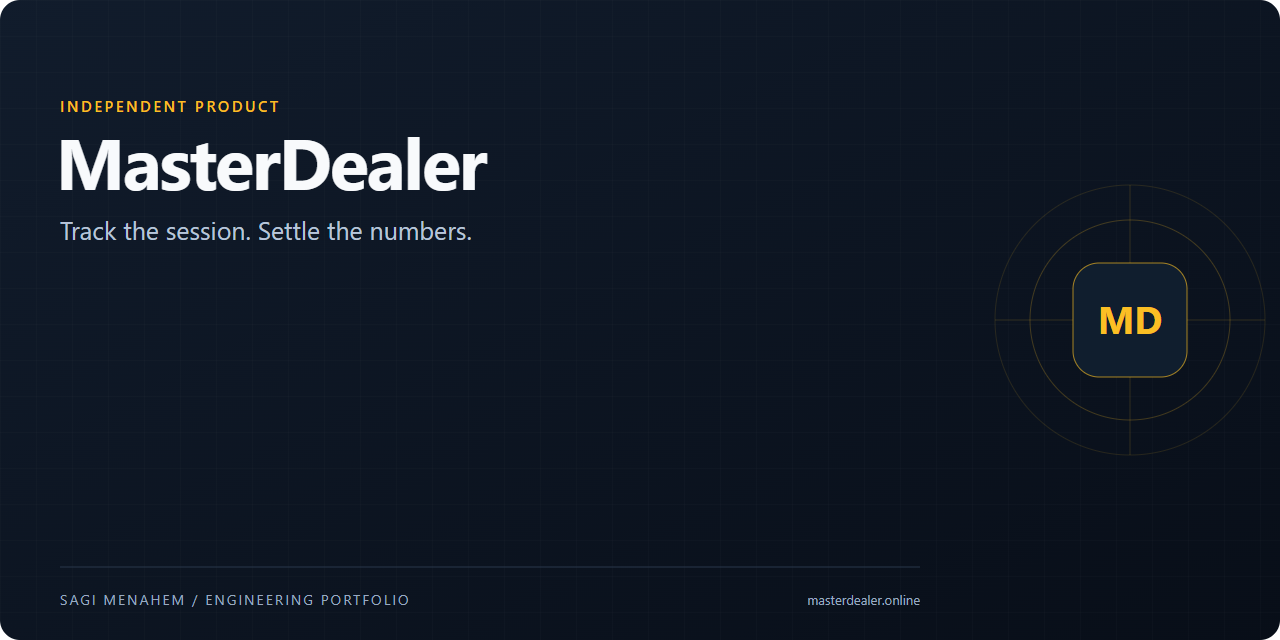 INDEPENDENT PRODUCT
MasterDealer
Track the session. Settle the numbers.
MD
SAGI MENAHEM / ENGINEERING PORTFOLIO
masterdealer.online